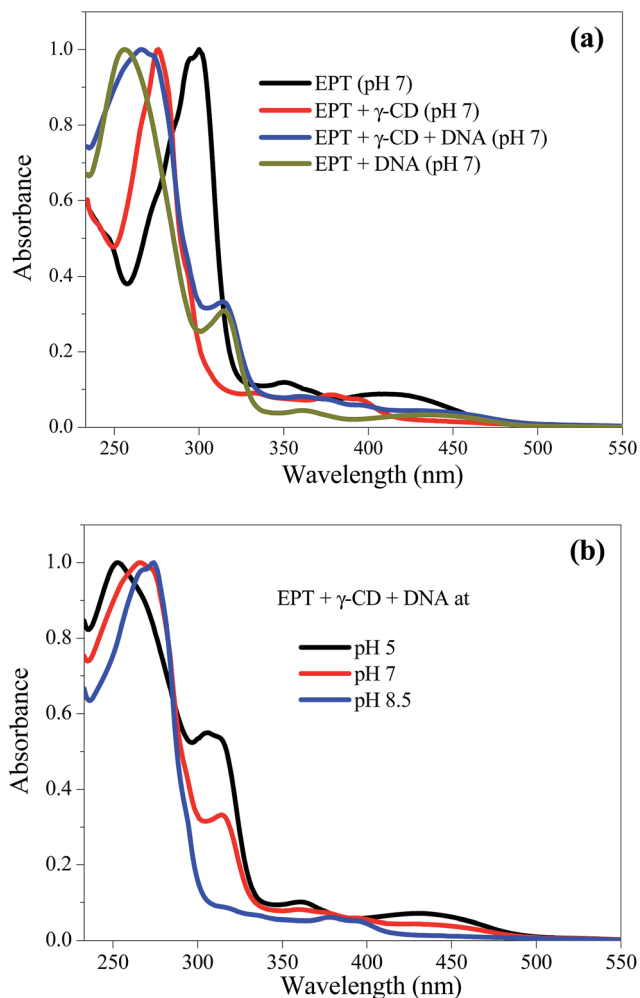 (a)
EPT (pH 7)
EPT + γ-CD (pH 7)
EPT + γ-CD + DNA (pH 7)
EPT + DNA (pH 7)
Absorbance
1.0
0.8
0.6
0.4
0.2
0.0
250 300 350 400 450 500 550
Wavelength (nm)
(b)
EPT + γ-CD + DNA at
pH 5
pH 7
pH 8.5
Absorbance
1.0
0.8
0.6
0.4
0.2
0.0
250 300 350 400 450 500 550
Wavelength (nm)